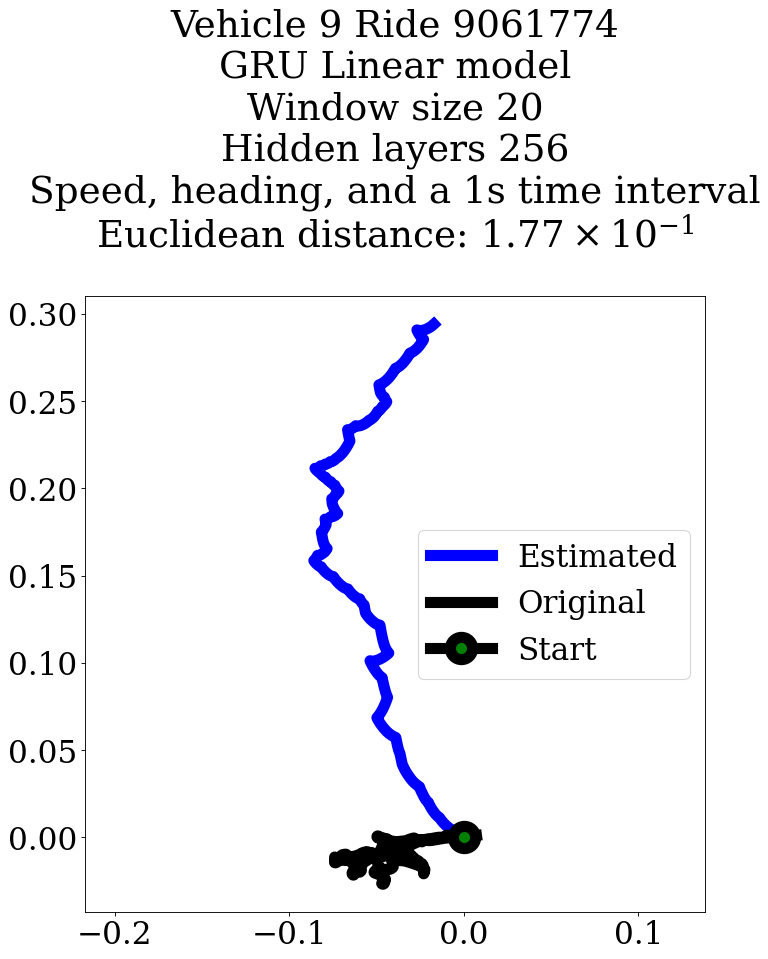 Vehicle 9 Ride 9061774
GRU Linear model
Window size 20
Hidden layers 256
Speed, heading, and a 1s time interval
Euclidean distance: 1.77 × 10⁻¹
0.30
0.25
0.20
0.15
0.10
0.05
0.00
Estimated
Original
Start
−0.2 −0.1 0.0 0.1